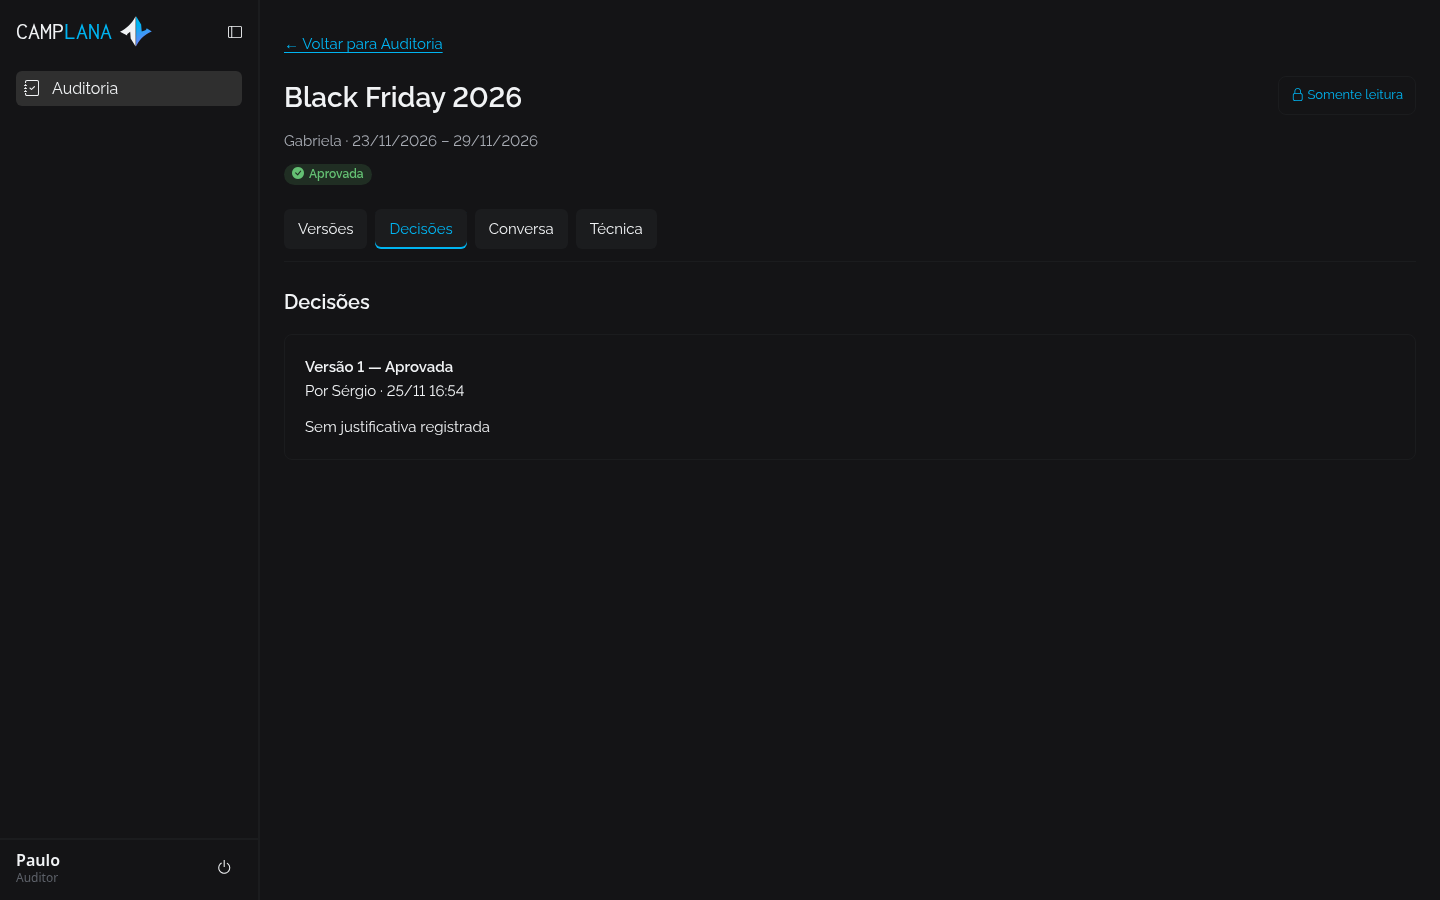 CAMPLANA
Auditoria
← Voltar para Auditoria
Black Friday 2026
Somente leitura
Gabriela · 23/11/2026 – 29/11/2026
Aprovada
Versões
Decisões
Conversa
Técnica
Decisões
Versão 1 — Aprovada
Por Sérgio · 25/11 16:54
Sem justificativa registrada
Paulo
Auditor